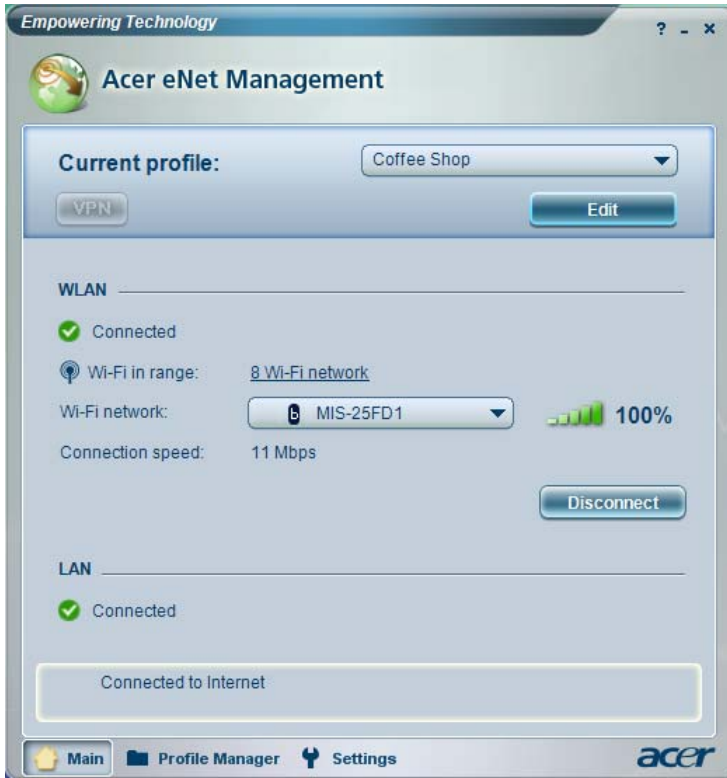 Empowering Technology
? - ×
Acer eNet Management
Current profile: Coffee Shop
VPN Edit
WLAN
Connected
Wi-Fi in range: 8 Wi-Fi network
Wi-Fi network: b MIS-25FD1 100%
Connection speed: 11 Mbps
Disconnect
LAN
Connected
Connected to Internet
Main Profile Manager Settings acer